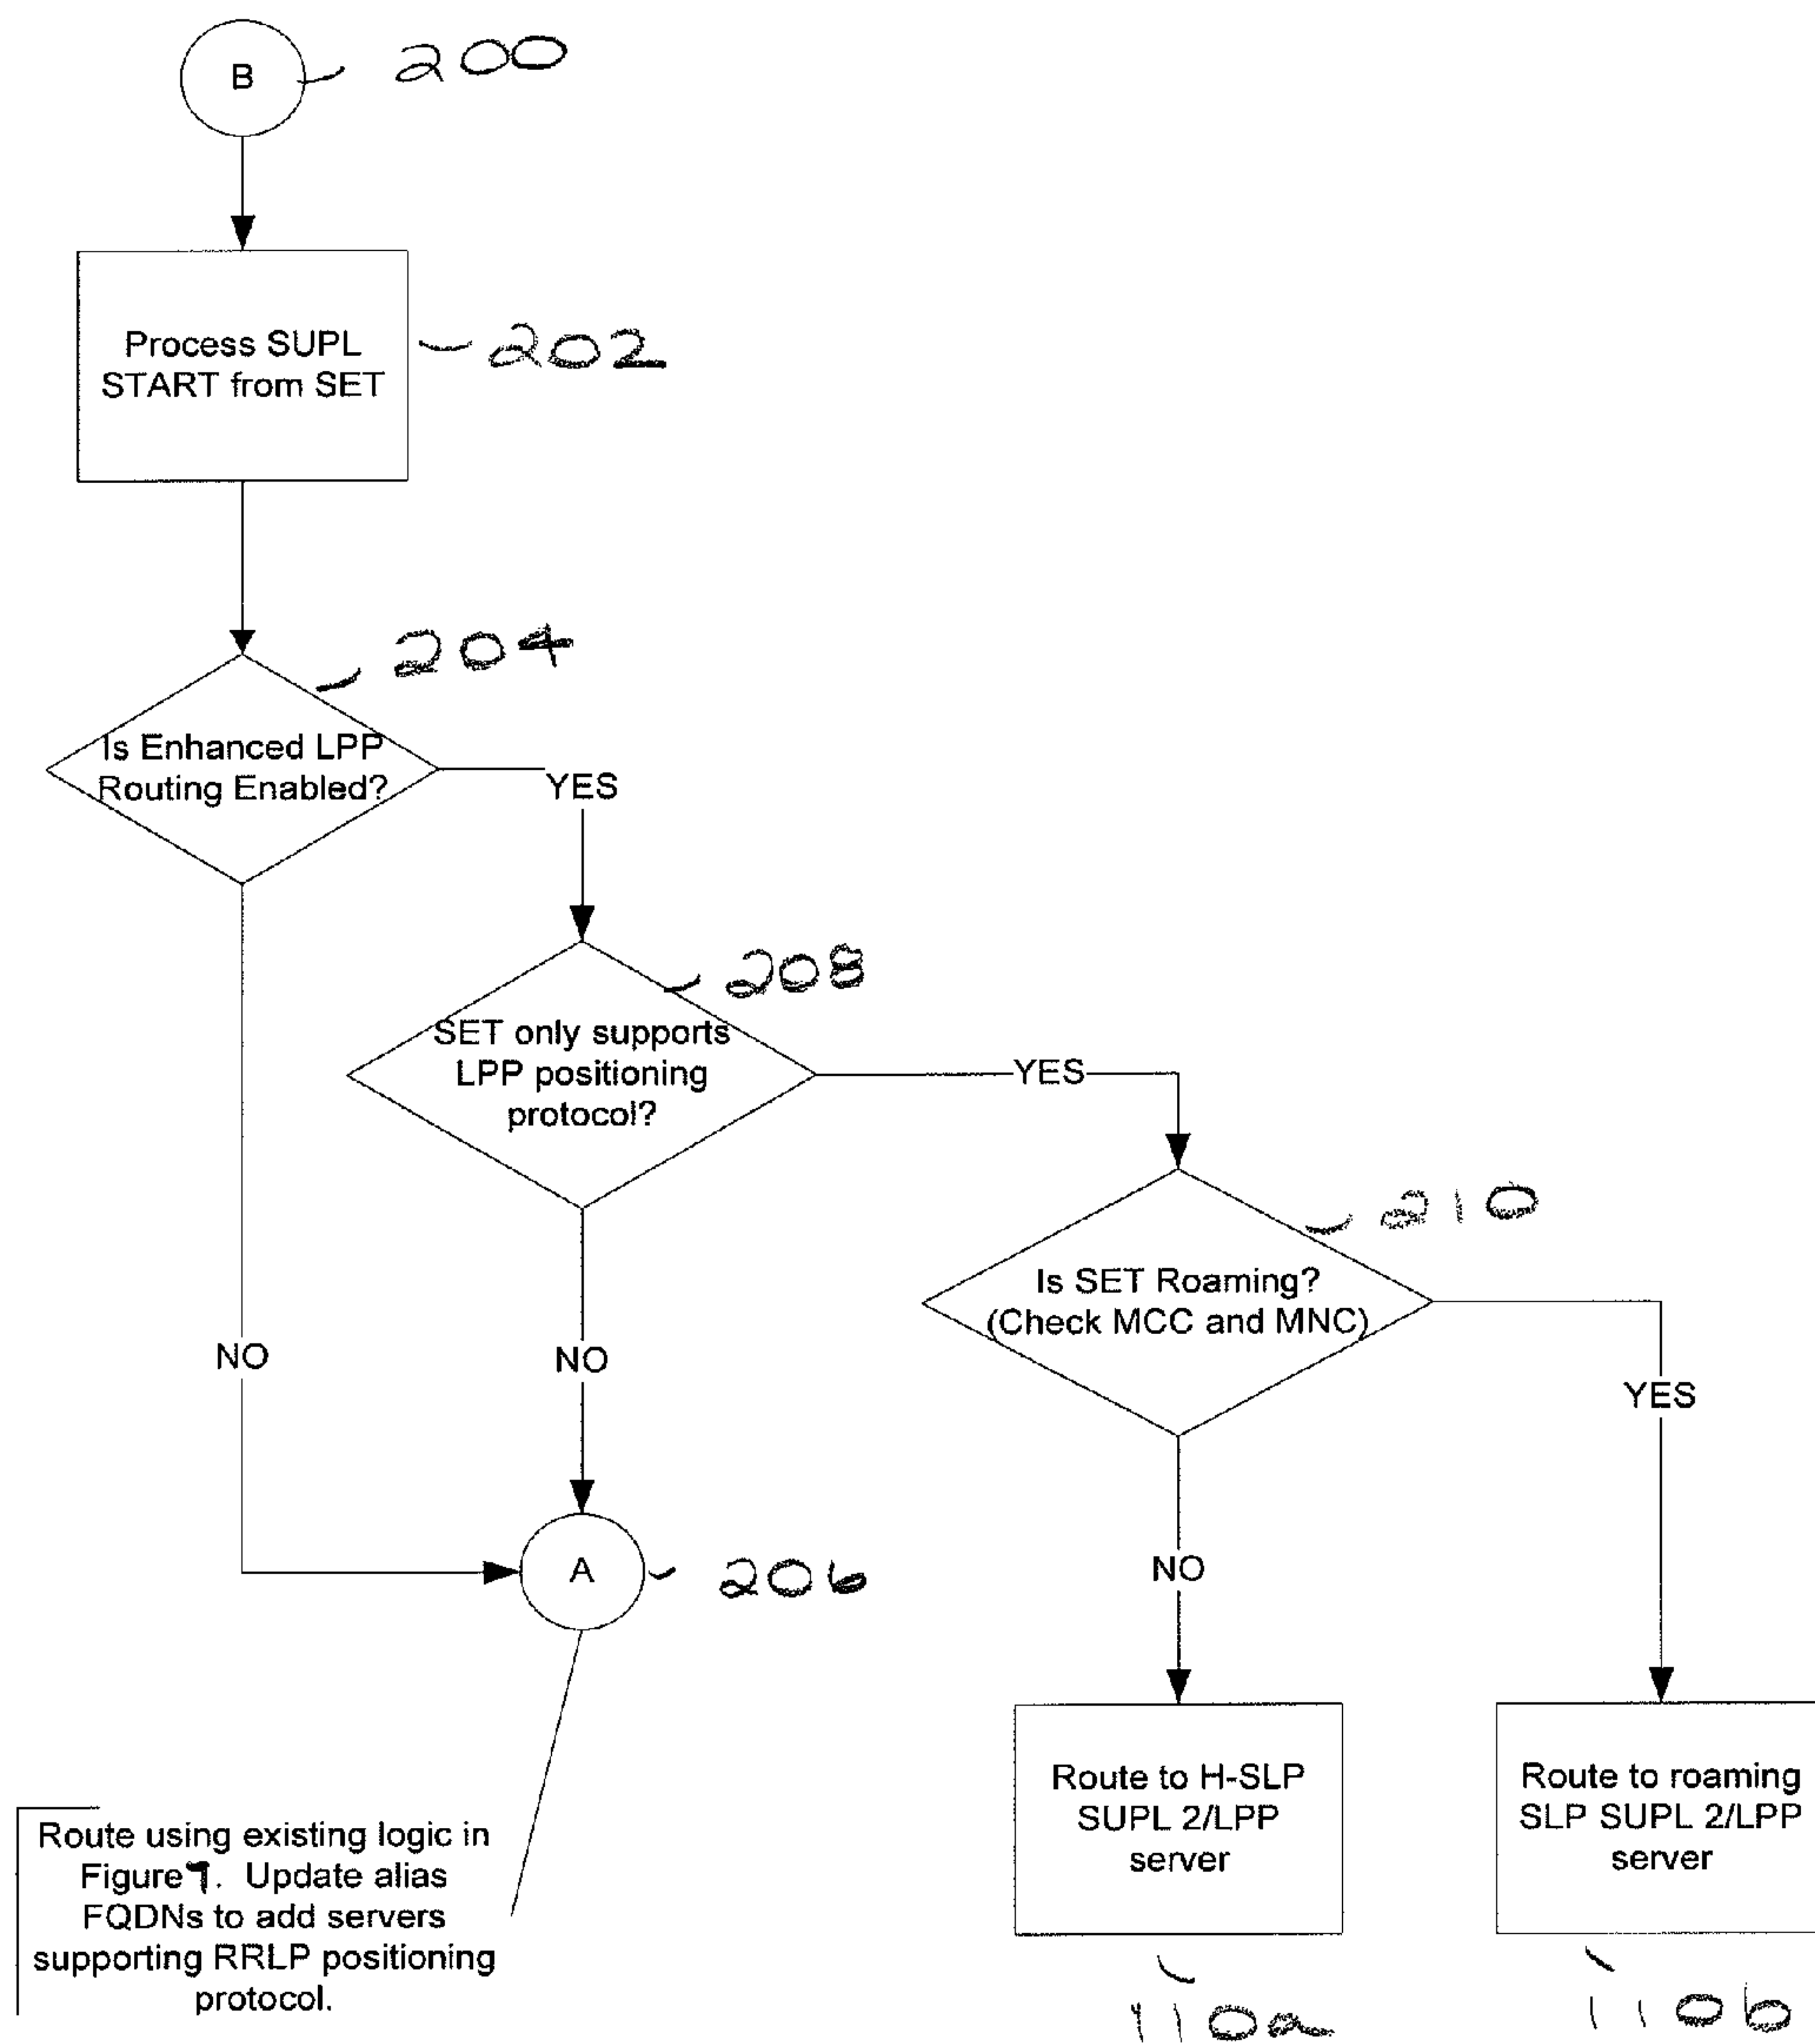 B
200
Process SUPL
START from SET
202
204
Is Enhanced LPP
Routing Enabled?
YES
208
SET only supports
LPP positioning
protocol?
YES
210
Is SET Roaming?
(Check MCC and MNC)
NO
NO
YES
A
206
NO
Route to H-SLP
SUPL 2/LPP
server
Route to roaming
SLP SUPL 2/LPP
server
Route using existing logic in
Figure 7. Update alias
FQDNs to add servers
supporting RRLP positioning
protocol.
110a
110b